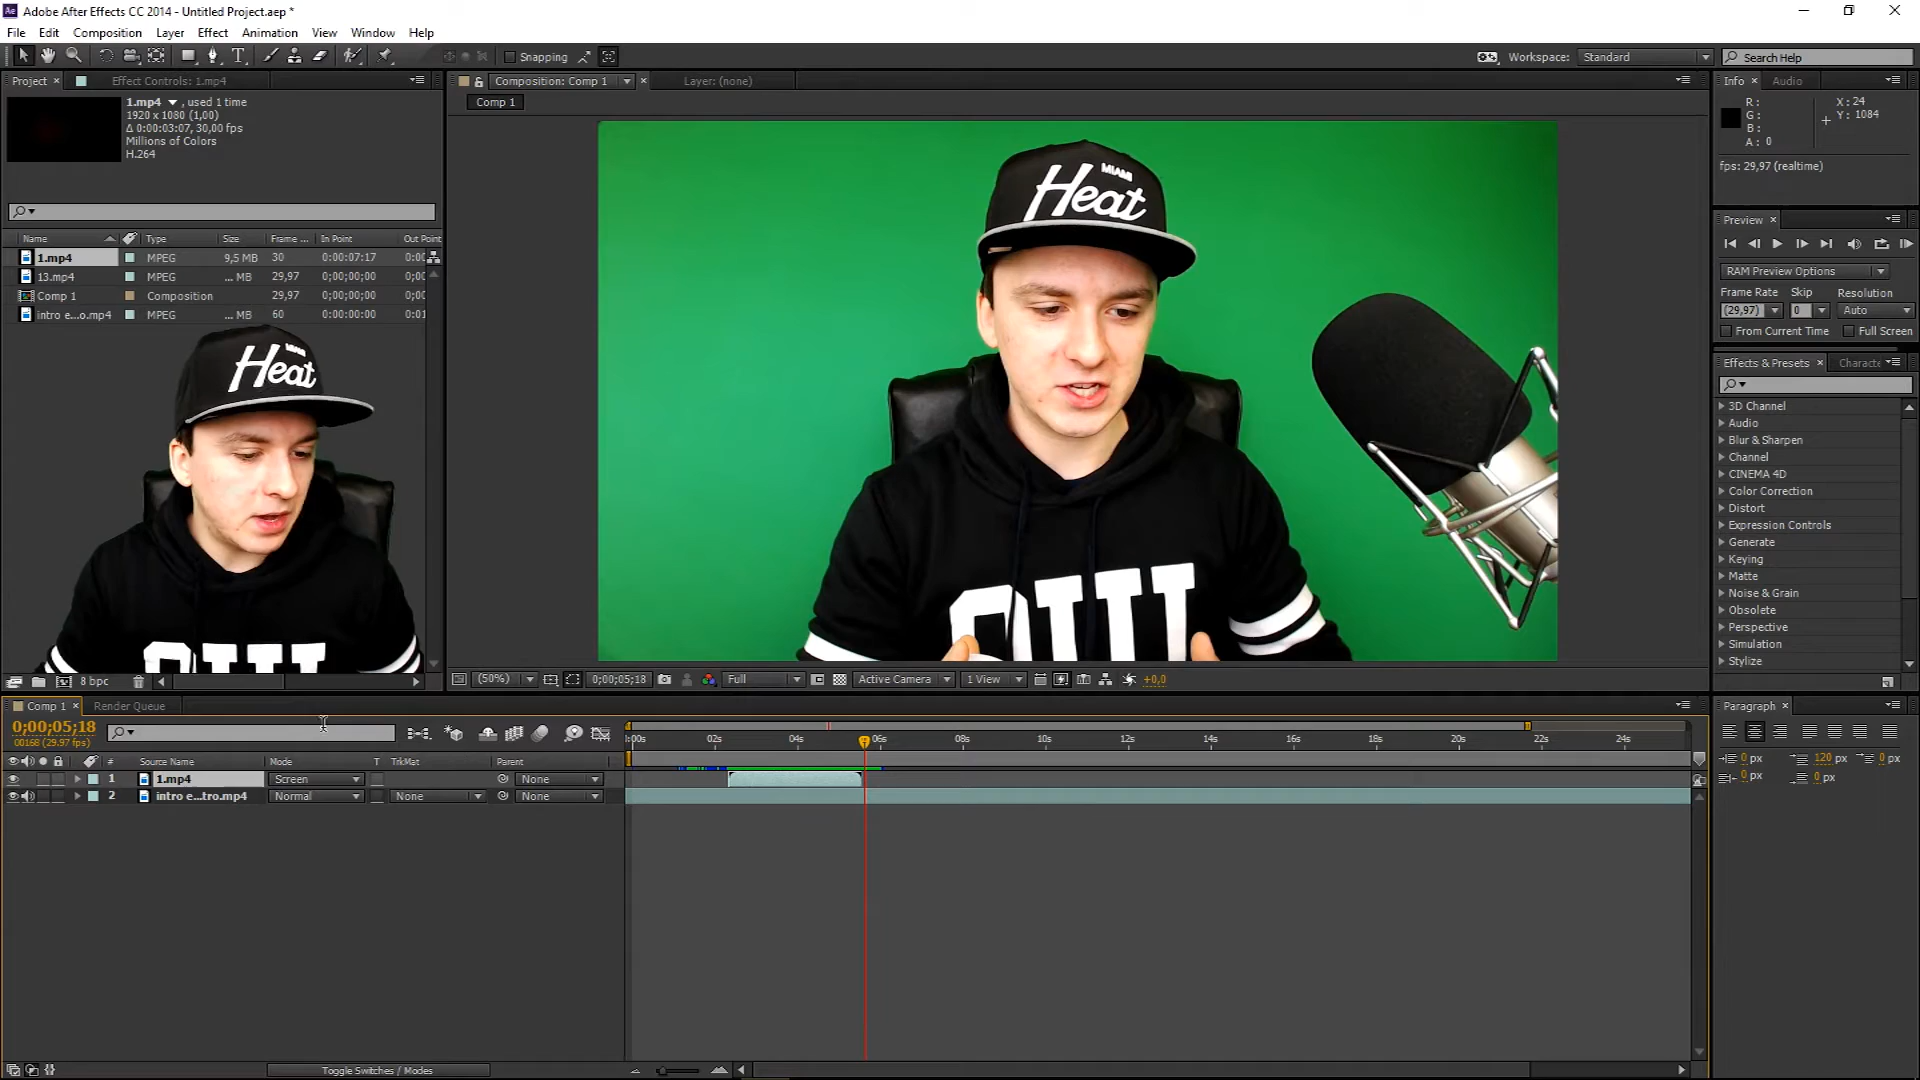 Adobe After Effects CC 2014 - Untitled Project.aep *
File Edit Composition Layer Effect Animation View Window Help
Snapping
Workspace: Standard
Search Help
Project × Effect Controls: 1.mp4
1.mp4 , used 1 time
1920 x 1080 (1,00)
Δ 0:00:03:07, 30,00 fps
Millions of Colors
H.264
Name Type Size Frame ... In Point Out Point
1.mp4 MPEG 9,5 MB 30 0:00:07:17 0:00
13.mp4 MPEG ... MB 29,97 0;00;00;00 0;00
Comp 1 Composition 29,97 0;00;00;00 0;00
intro e...o.mp4 MPEG ... MB 60 0:00:00:00 0:01
MIAMI
Heat
8 bpc
Composition: Comp 1 × Layer: (none)
Comp 1
MIAMI
Heat
(50%) 0;00;05;18 Full Active Camera 1 View +0,0
Info × Audio
R: X: 24
G: Y: 1084
B:
A: 0
fps: 29,97 (realtime)
Preview ×
RAM Preview Options
Frame Rate Skip Resolution
(29,97) 0 Auto
From Current Time Full Screen
Effects & Presets × Characte
3D Channel
Audio
Blur & Sharpen
Channel
CINEMA 4D
Color Correction
Distort
Expression Controls
Generate
Keying
Matte
Noise & Grain
Obsolete
Perspective
Simulation
Stylize
Paragraph ×
0 px 120 px 0 px
0 px 0 px
Comp 1 × Render Queue
0;00;05;18
00168 (29.97 fps)
# Source Name Mode T TrkMat Parent
1 1.mp4 Screen None
2 intro e...tro.mp4 Normal None None
:00s 02s 04s 06s 08s 10s 12s 14s 16s 18s 20s 22s 24s
Toggle Switches / Modes